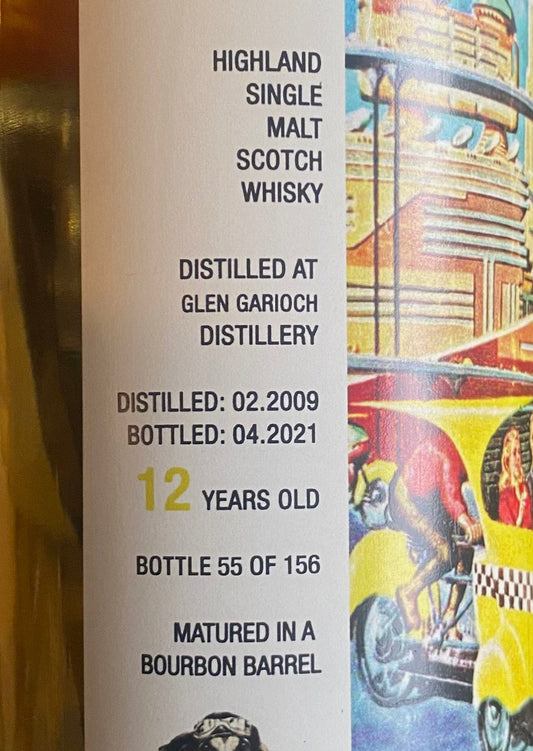 HIGHLAND
SINGLE
MALT
SCOTCH
WHISKY
DISTILLED AT
GLEN GARIOCH
DISTILLERY
DISTILLED: 02.2009
BOTTLED: 04.2021
12 YEARS OLD
BOTTLE 55 OF 156
MATURED IN A
BOURBON BARREL